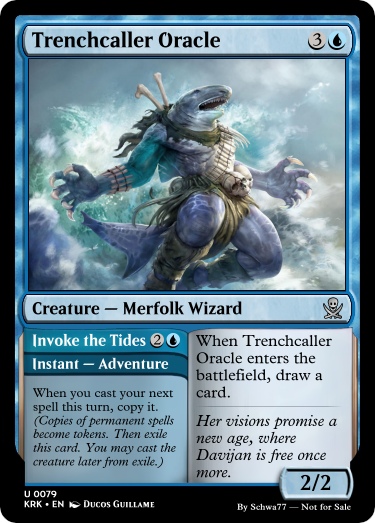 Trenchcaller Oracle 3
Creature — Merfolk Wizard
Invoke the Tides 2
Instant — Adventure
When you cast your next
spell this turn, copy it.
(Copies of permanent spells
become tokens. Then exile
this card. You may cast the
creature later from exile.)
When Trenchcaller
Oracle enters the
battlefield, draw a
card.
Her visions promise a
new age, where
Davijan is free once
more.
2/2
U 0079
KRK • EN Ducos Guillame
By Schwa77 — Not for Sale